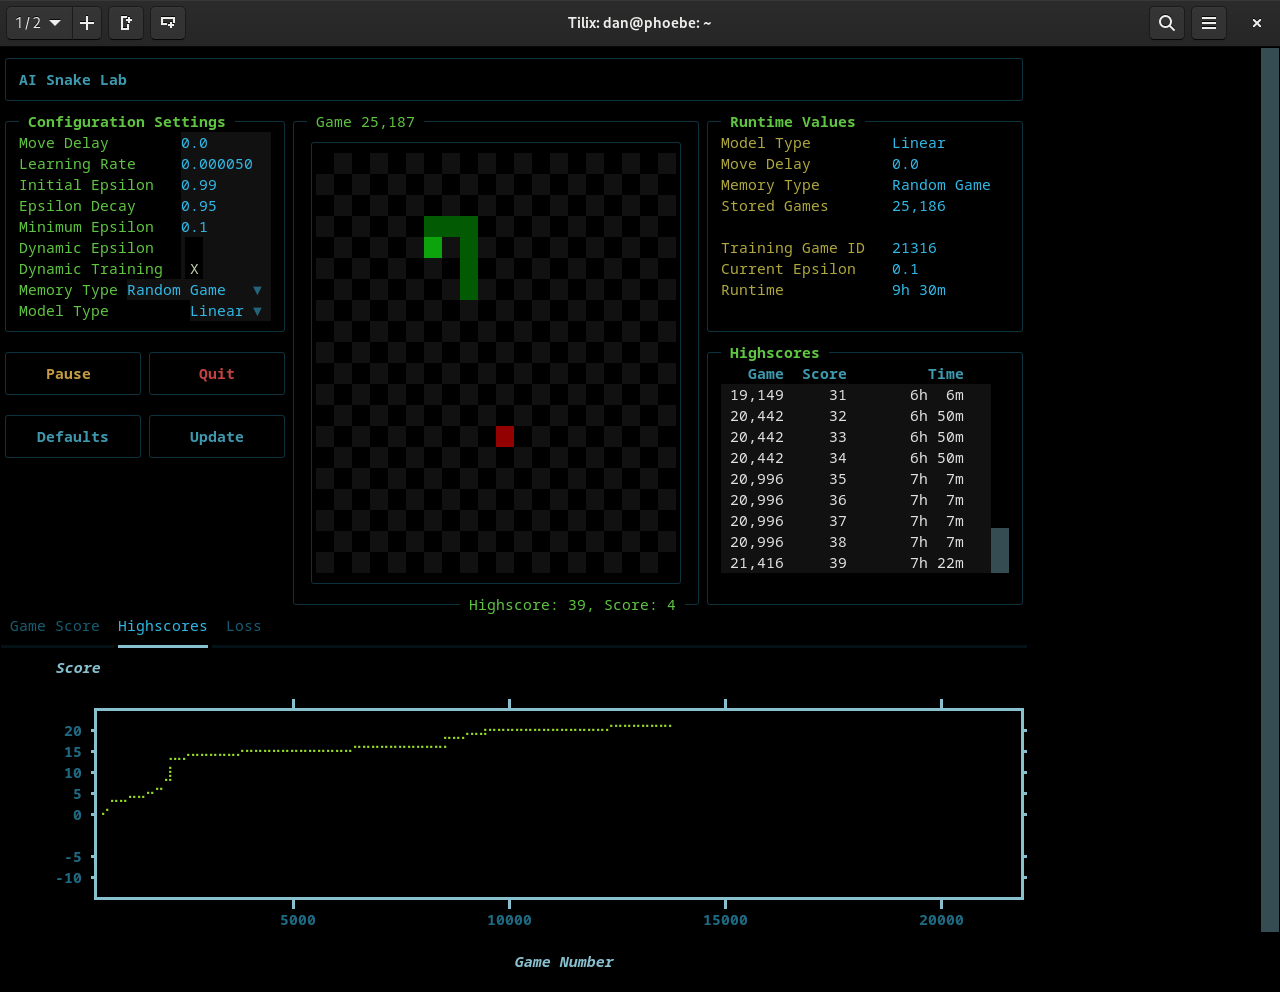 1 / 2
Tilix: dan@phoebe: ~
AI Snake Lab
Configuration Settings
Move Delay 0.0
Learning Rate 0.000050
Initial Epsilon 0.99
Epsilon Decay 0.95
Minimum Epsilon 0.1
Dynamic Epsilon
Dynamic Training X
Memory Type Random Game ▼
Model Type Linear ▼
Pause Quit
Defaults Update
Game 25,187
Highscore: 39, Score: 4
Runtime Values
Model Type Linear
Move Delay 0.0
Memory Type Random Game
Stored Games 25,186
Training Game ID 21316
Current Epsilon 0.1
Runtime 9h 30m
Highscores
Game Score Time
19,149 31 6h 6m
20,442 32 6h 50m
20,442 33 6h 50m
20,442 34 6h 50m
20,996 35 7h 7m
20,996 36 7h 7m
20,996 37 7h 7m
20,996 38 7h 7m
21,416 39 7h 22m
Game Score Highscores Loss
Score
20
15
10
5
0
-5
-10
5000 10000 15000 20000
Game Number